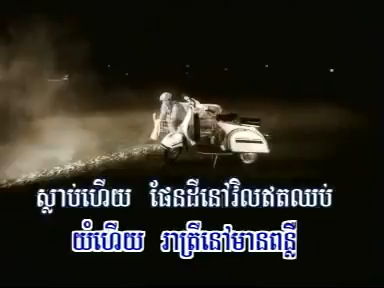 ស្លាប់ហើយ ផែនដីនៅវិលឥតឈប់
យំហើយ រាត្រីនៅមានពន្លឺ